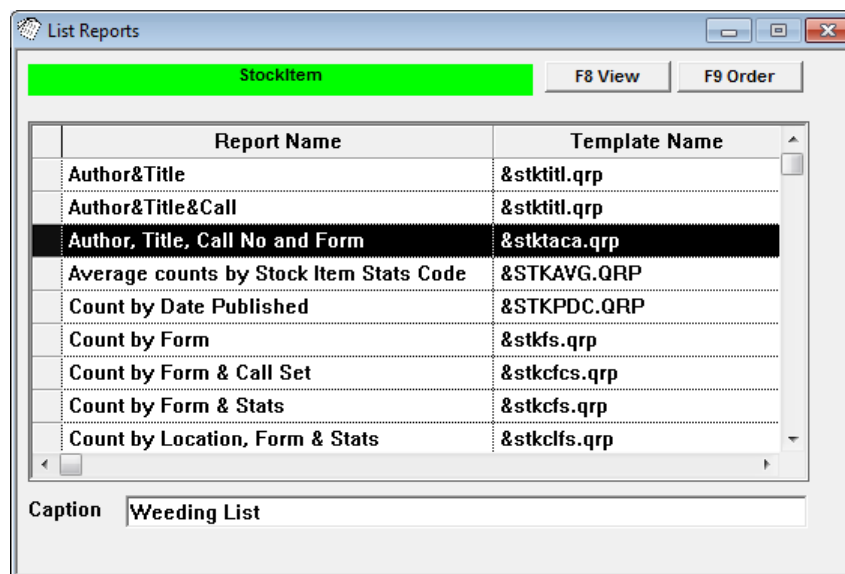 List Reports
StockItem F8 View F9 Order
Report Name Template Name
Author&Title &stktitl.qrp
Author&Title&Call &stktitl.qrp
Author, Title, Call No and Form &stktaca.qrp
Average counts by Stock Item Stats Code &STKAVG.QRP
Count by Date Published &STKPDC.QRP
Count by Form &stkfs.qrp
Count by Form & Call Set &stkcfcs.qrp
Count by Form & Stats &stkcfs.qrp
Count by Location, Form & Stats &stkclfs.qrp
Caption Weeding List